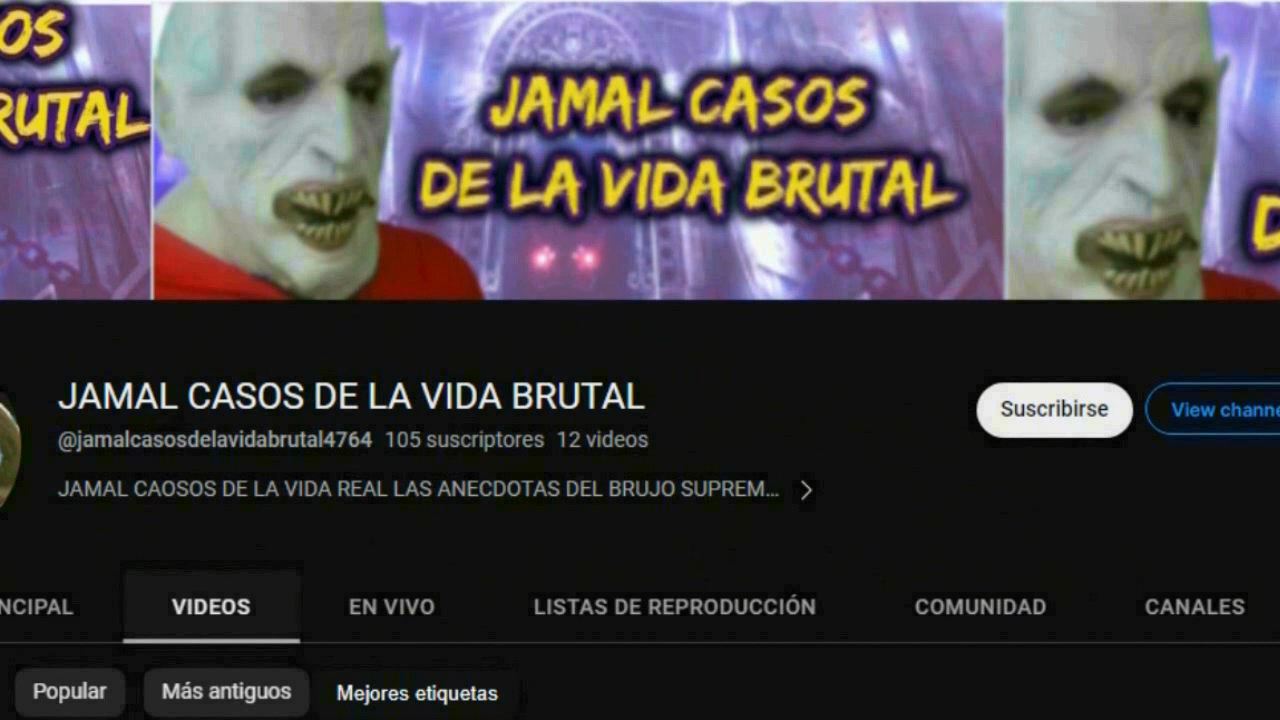 OS
RUTAL
JAMAL CASOS
DE LA VIDA BRUTAL
D
JAMAL CASOS DE LA VIDA BRUTAL
@jamalcasosdelavidabrutal4764 105 suscriptores 12 videos
JAMAL CAOSOS DE LA VIDA REAL LAS ANECDOTAS DEL BRUJO SUPREM...
Suscribirse
View channe
NCIPAL VIDEOS EN VIVO LISTAS DE REPRODUCCIÓN COMUNIDAD CANALES
Popular Más antiguos Mejores etiquetas